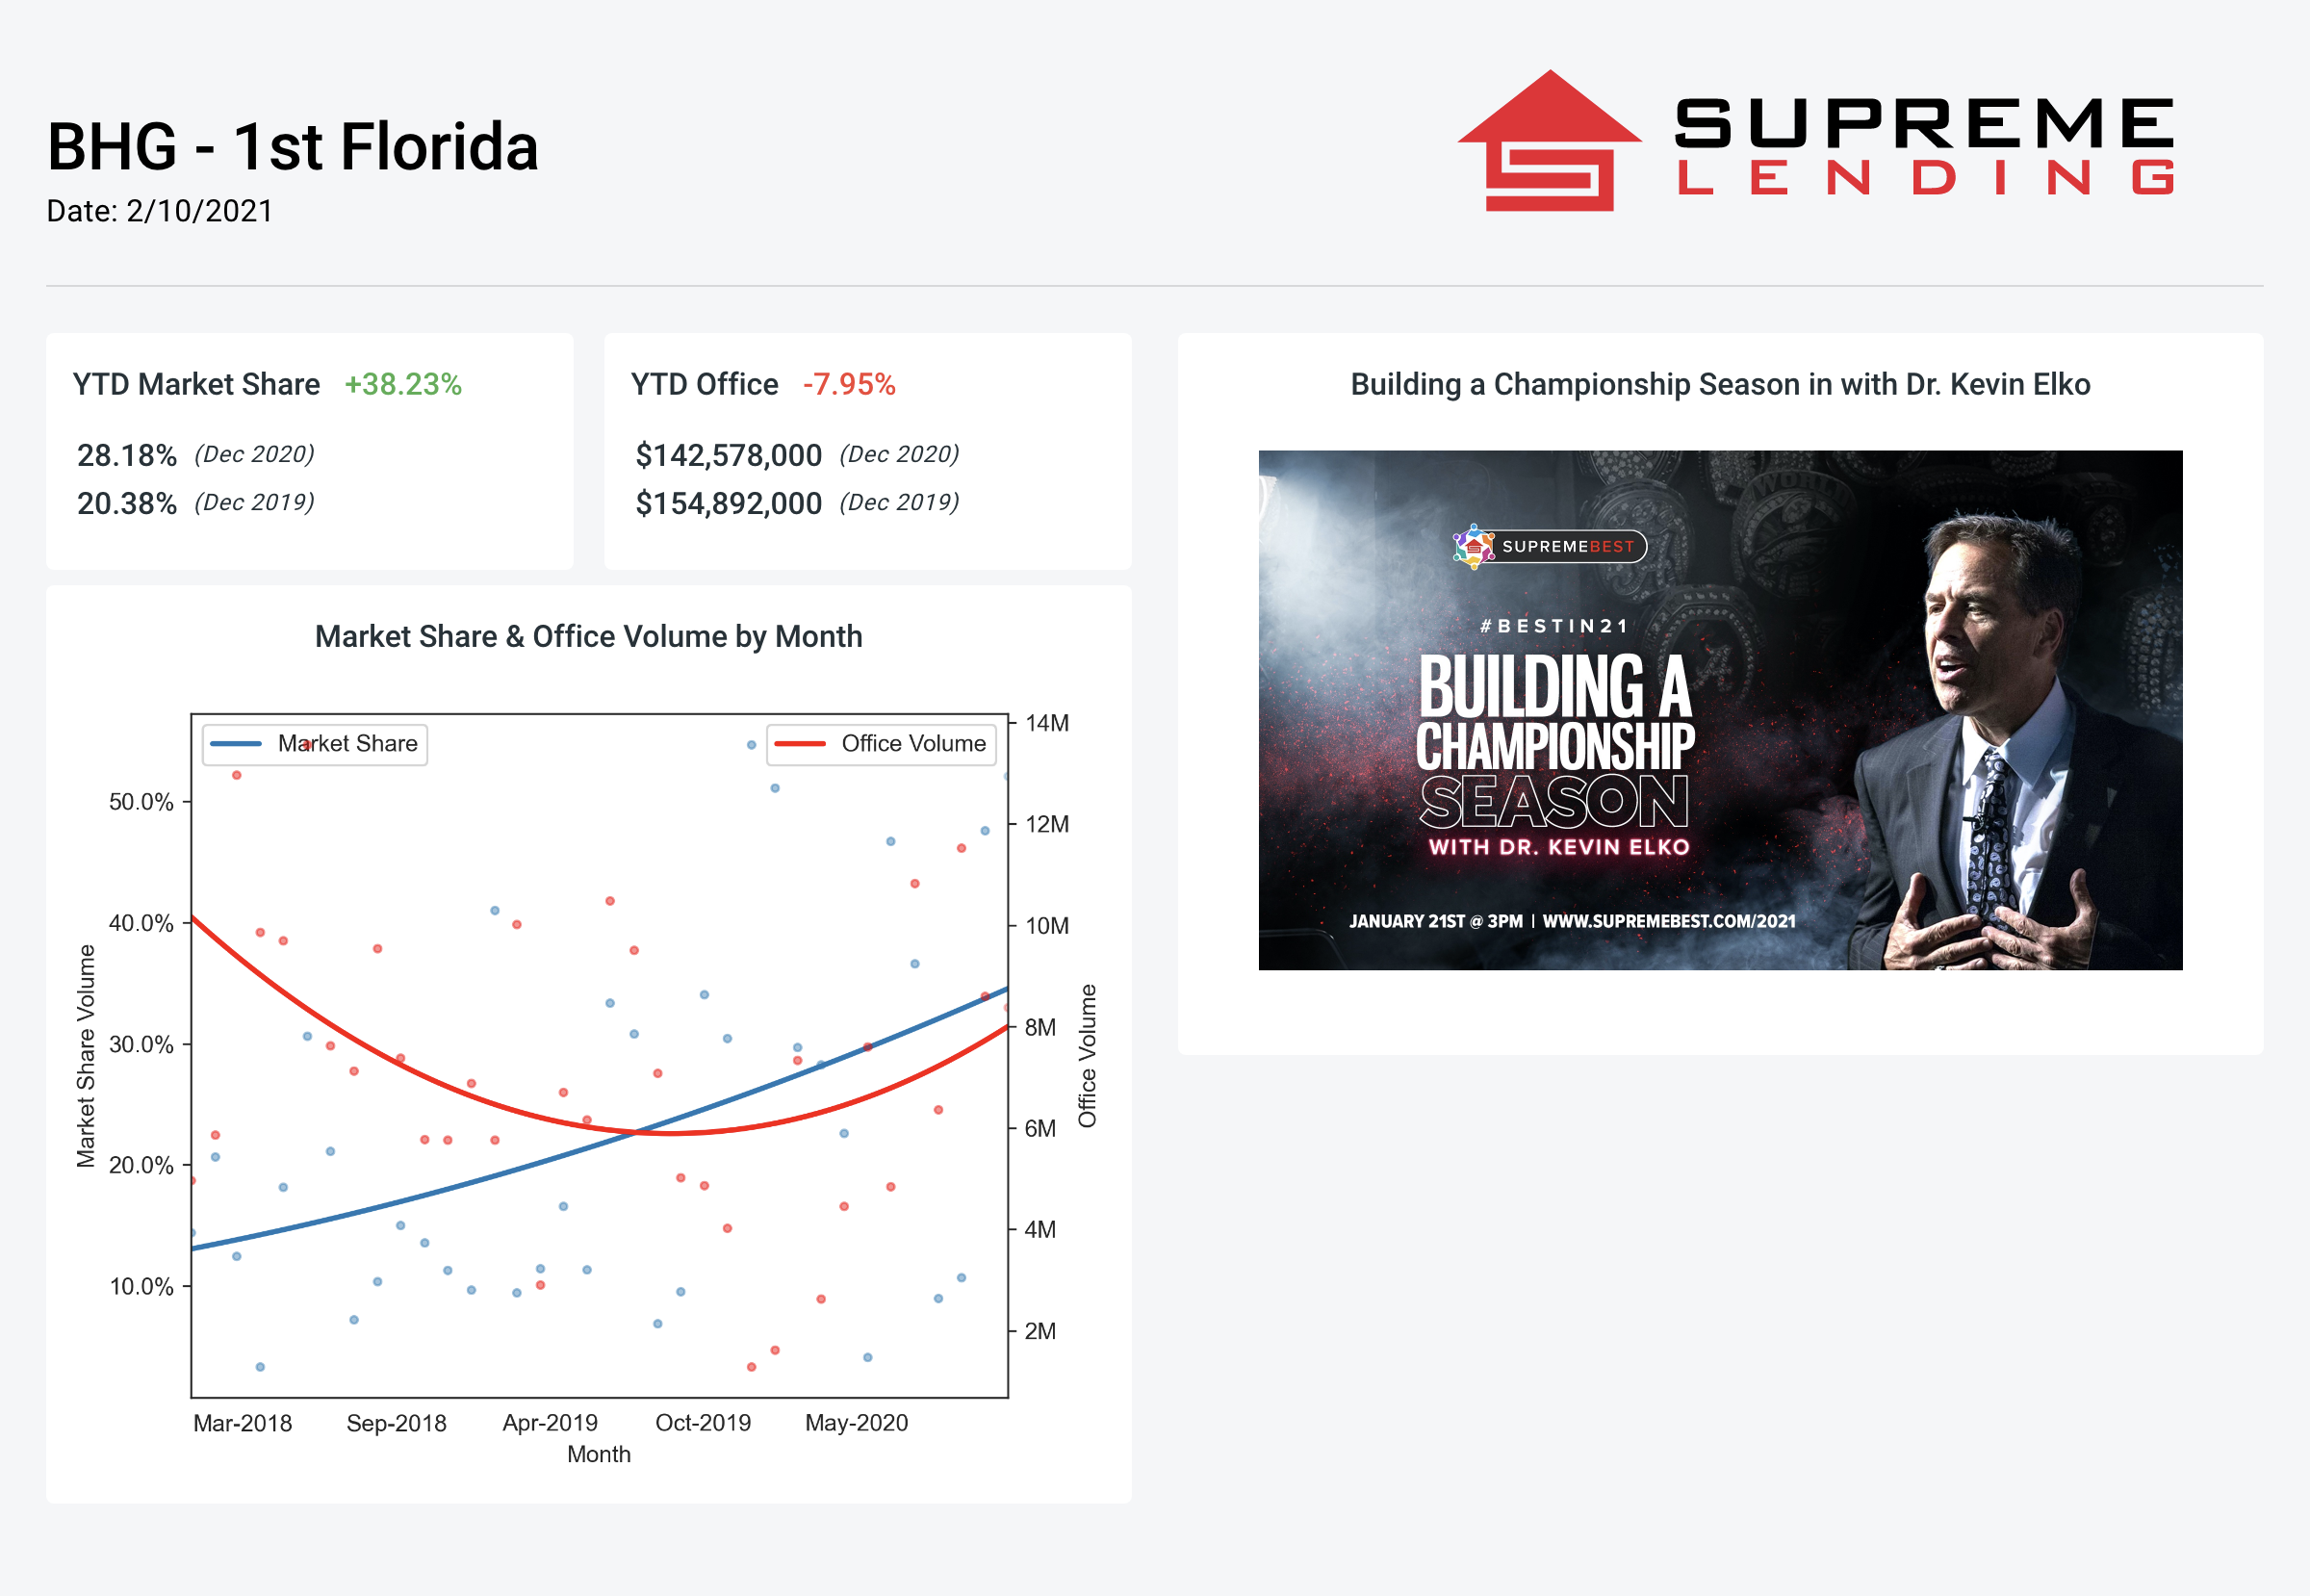 BHG - 1st Florida
Date: 2/10/2021
SUPREME
LENDING
YTD Market Share +38.23%
28.18% (Dec 2020)
20.38% (Dec 2019)
YTD Office -7.95%
$142,578,000 (Dec 2020)
$154,892,000 (Dec 2019)
Market Share & Office Volume by Month
Market Share
Office Volume
50.0%
40.0%
30.0%
20.0%
10.0%
Market Share Volume
14M
12M
10M
8M
6M
4M
2M
Office Volume
Mar-2018 Sep-2018 Apr-2019 Oct-2019 May-2020
Month
Building a Championship Season in with Dr. Kevin Elko
WORLD
SUPREMEBEST
#BESTIN21
BUILDING A
CHAMPIONSHIP
SEASON
WITH DR. KEVIN ELKO
JANUARY 21ST @ 3PM | WWW.SUPREMEBEST.COM/2021